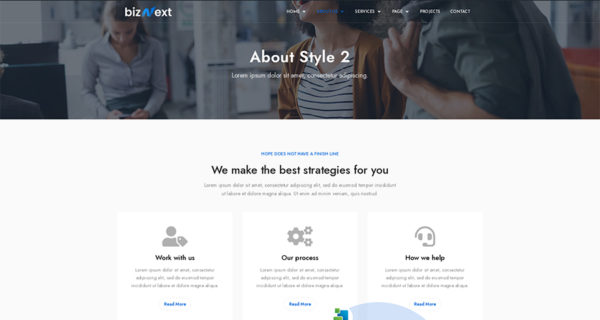 bizNext
HOME
ABOUT US
SERVICES
PAGE
PROJECTS
CONTACT
About Style 2
Lorem ipsum dolor sit amet, consectetur adipiscing.
HOPE DOES NOT HAVE A FINISH LINE
We make the best strategies for you
Lorem ipsum dolor sit amet, consectetur adipiscing elit, sed do eiusmod tempor incididunt
ut labore et dolore magna aliqua. Ut enim ad minim veniam, quis nostrud
Work with us
Lorem ipsum dolor sit amet, consectetur
adipiscing elit, sed do eiusmod tempor
incididunt ut labore et dolore magna aliqua
Read More
Our process
Lorem ipsum dolor sit amet, consectetur
adipiscing elit, sed do eiusmod tempor
incididunt ut labore et dolore magna aliqua
Read More
How we help
Lorem ipsum dolor sit amet, consectetur
adipiscing elit, sed do eiusmod tempor
incididunt ut labore et dolore magna aliqua
Read More